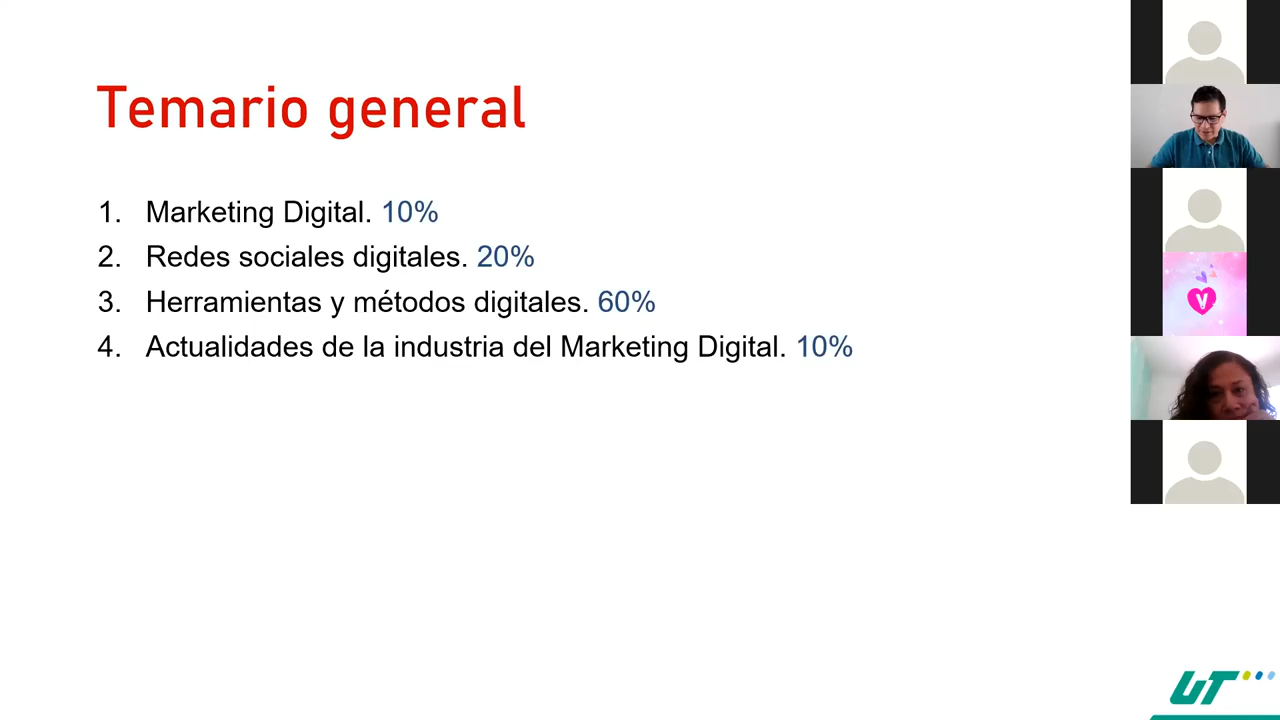 Temario general
1. Marketing Digital. 10%
2. Redes sociales digitales. 20%
3. Herramientas y métodos digitales. 60%
4. Actualidades de la industria del Marketing Digital. 10%
V
UT